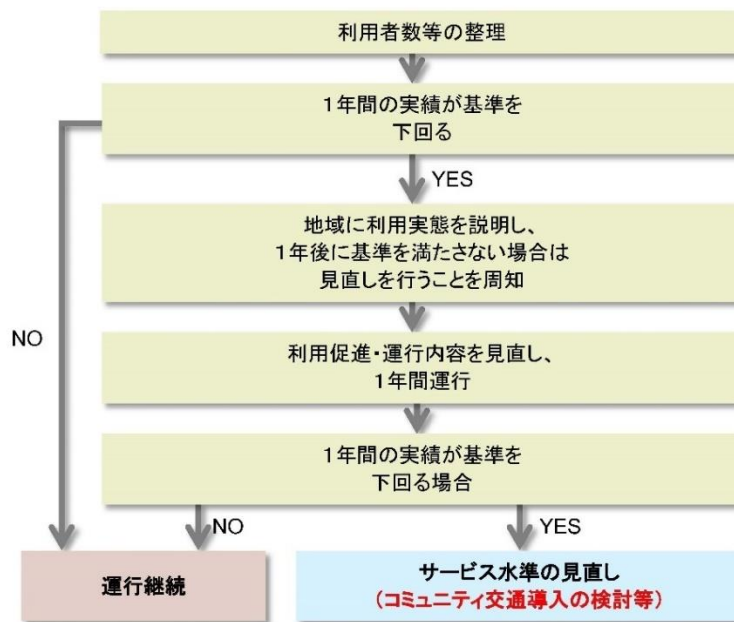 利用者数等の整理
1年間の実績が基準を
下回る
YES
地域に利用実態を説明し、
1年後に基準を満たさない場合は
見直しを行うことを周知
NO
利用促進・運行内容を見直し、
1年間運行
1年間の実績が基準を
下回る場合
NO
YES
運行継続
サービス水準の見直し
（コミュニティ交通導入の検討等）